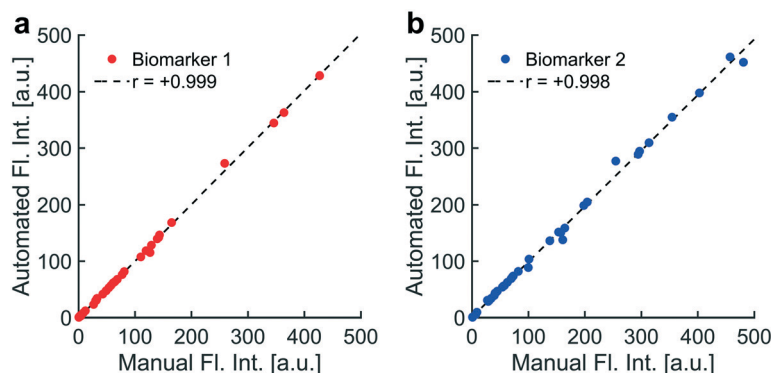 a
500
400
300
200
100
0
Automated Fl. Int. [a.u.]
Biomarker 1
r = +0.999
0 100 200 300 400 500
Manual Fl. Int. [a.u.]
b
500
400
300
200
100
0
Automated Fl. Int. [a.u.]
Biomarker 2
r = +0.998
0 100 200 300 400 500
Manual Fl. Int. [a.u.]